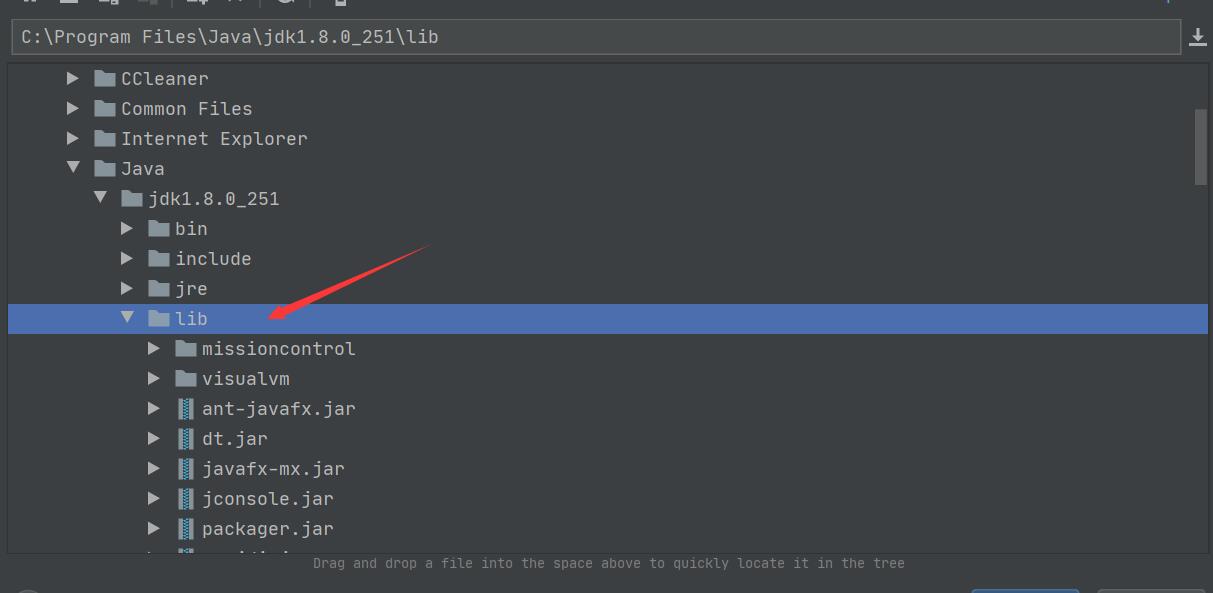 C:\Program Files\Java\jdk1.8.0_251\lib
CCleaner
Common Files
Internet Explorer
Java
jdk1.8.0_251
bin
include
jre
lib
missioncontrol
visualvm
ant-javafx.jar
dt.jar
javafx-mx.jar
jconsole.jar
packager.jar
Drag and drop a file into the space above to quickly locate it in the tree